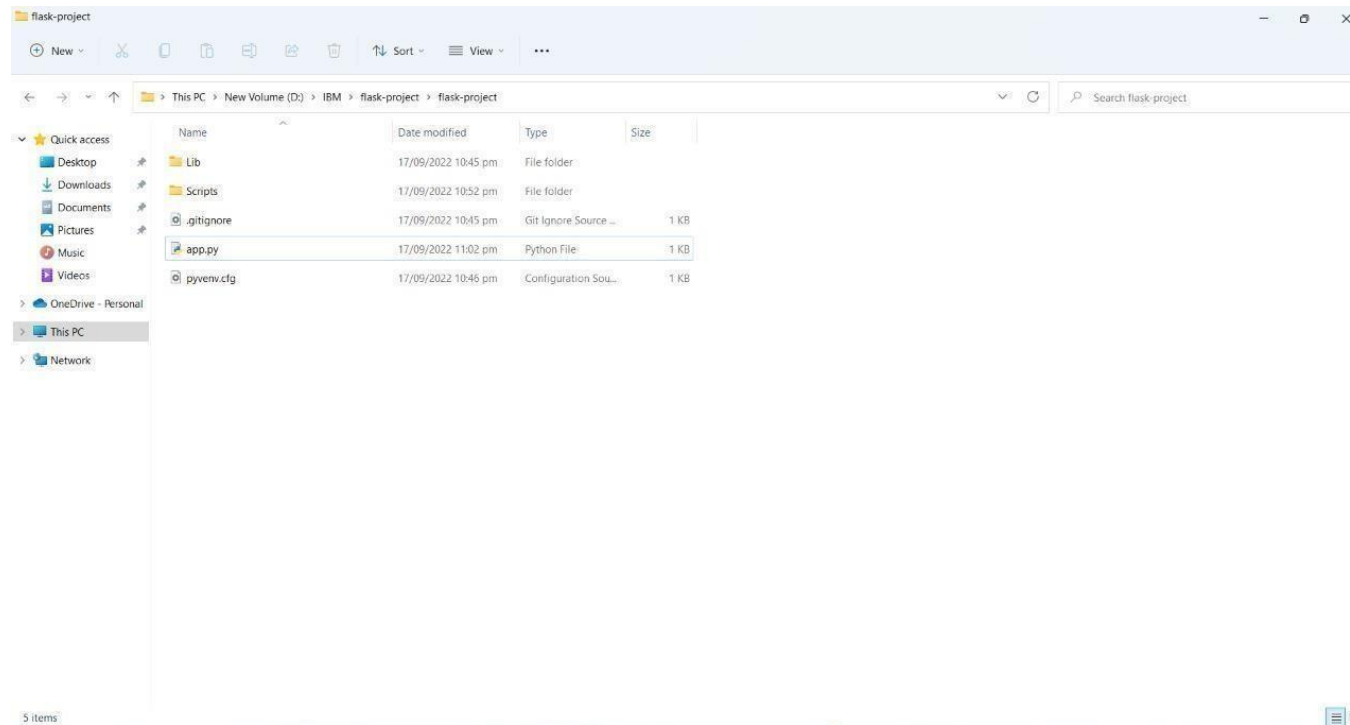 flask-project
New Sort View ...
This PC > New Volume (D:) > IBM > flask-project > flask-project
Search flask-project
Quick access
Desktop
Downloads
Documents
Pictures
Music
Videos
OneDrive - Personal
This PC
Network
Name Date modified Type Size
Lib 17/09/2022 10:45 pm File folder
Scripts 17/09/2022 10:52 pm File folder
.gitignore 17/09/2022 10:45 pm Git Ignore Source ... 1 KB
app.py 17/09/2022 11:02 pm Python File 1 KB
pyvenv.cfg 17/09/2022 10:46 pm Configuration Sou... 1 KB
5 items